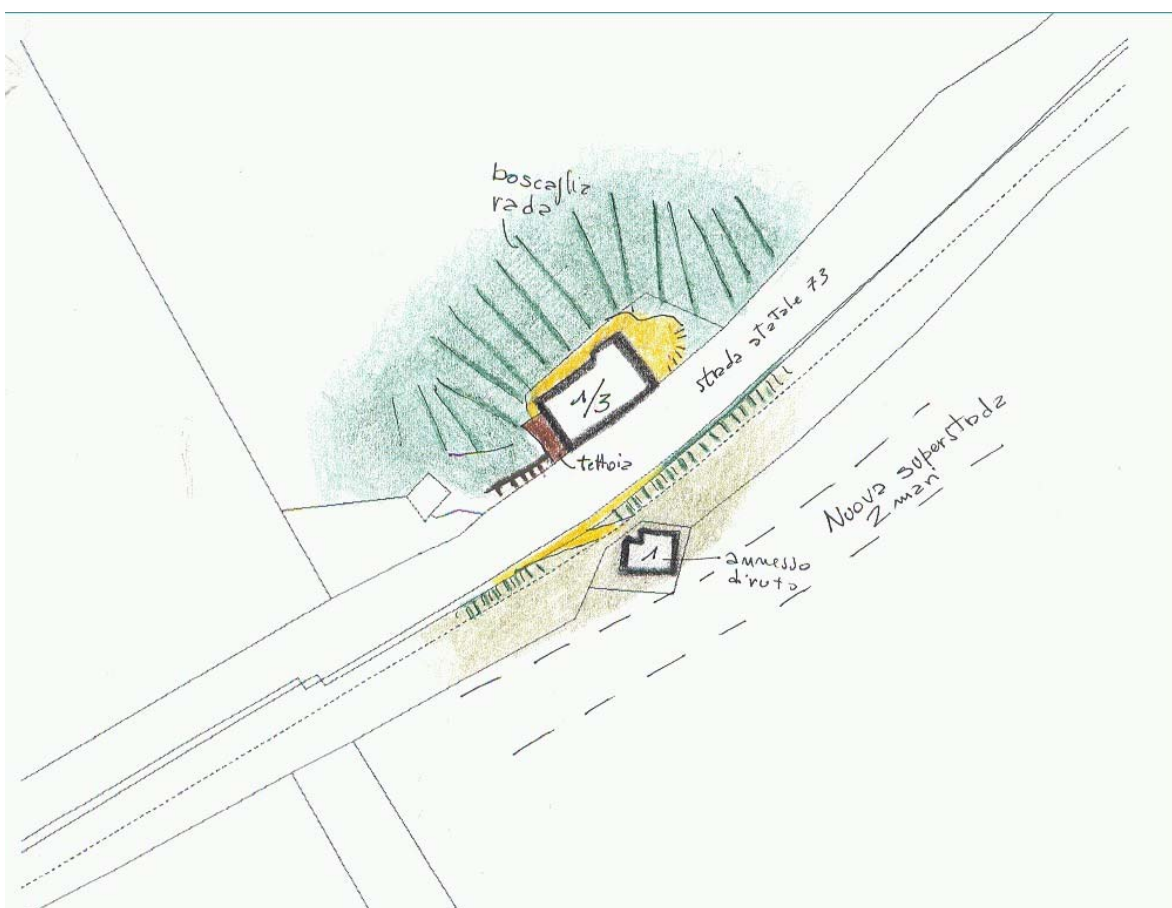 boscaglia
rada
strada statale 73
1/3
tettoia
Nuova superstrada
2 mani
1
annesso
diruto